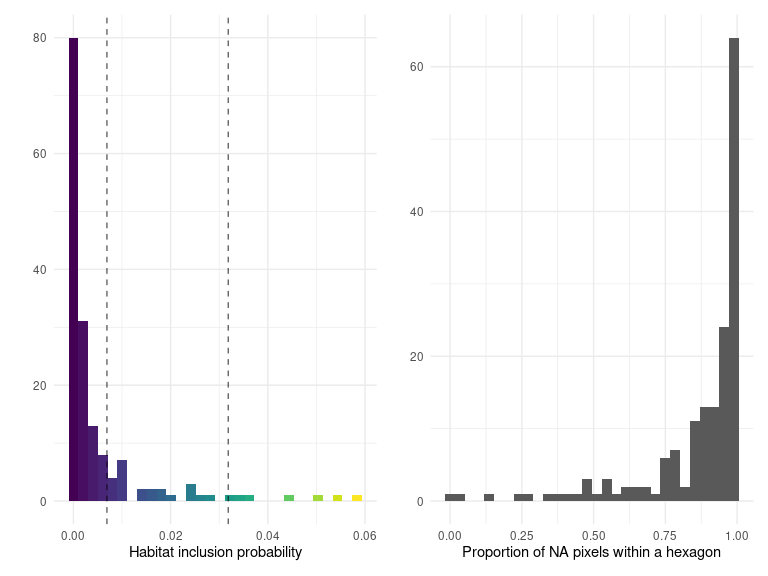 80
60
40
20
0
0.00 0.02 0.04 0.06
Habitat inclusion probability
60
40
20
0
0.00 0.25 0.50 0.75 1.00
Proportion of NA pixels within a hexagon